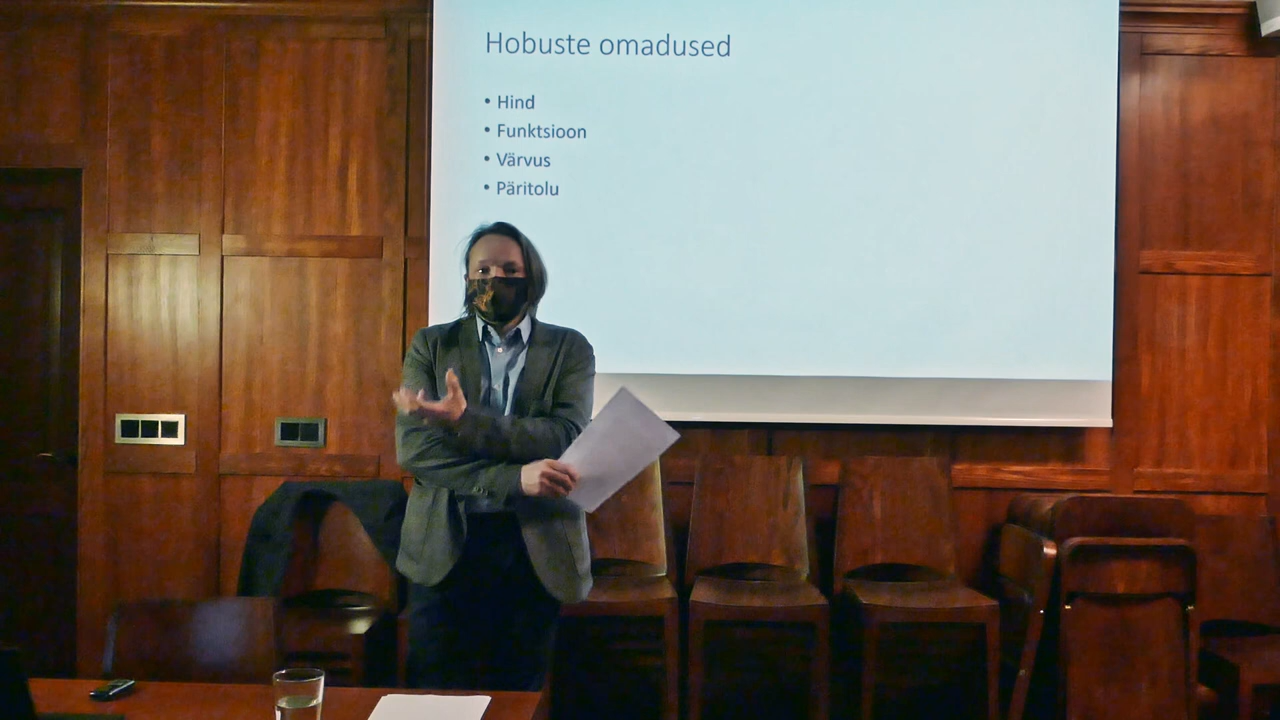 Hobuste omadused
• Hind
• Funktsioon
• Värvus
• Päritolu